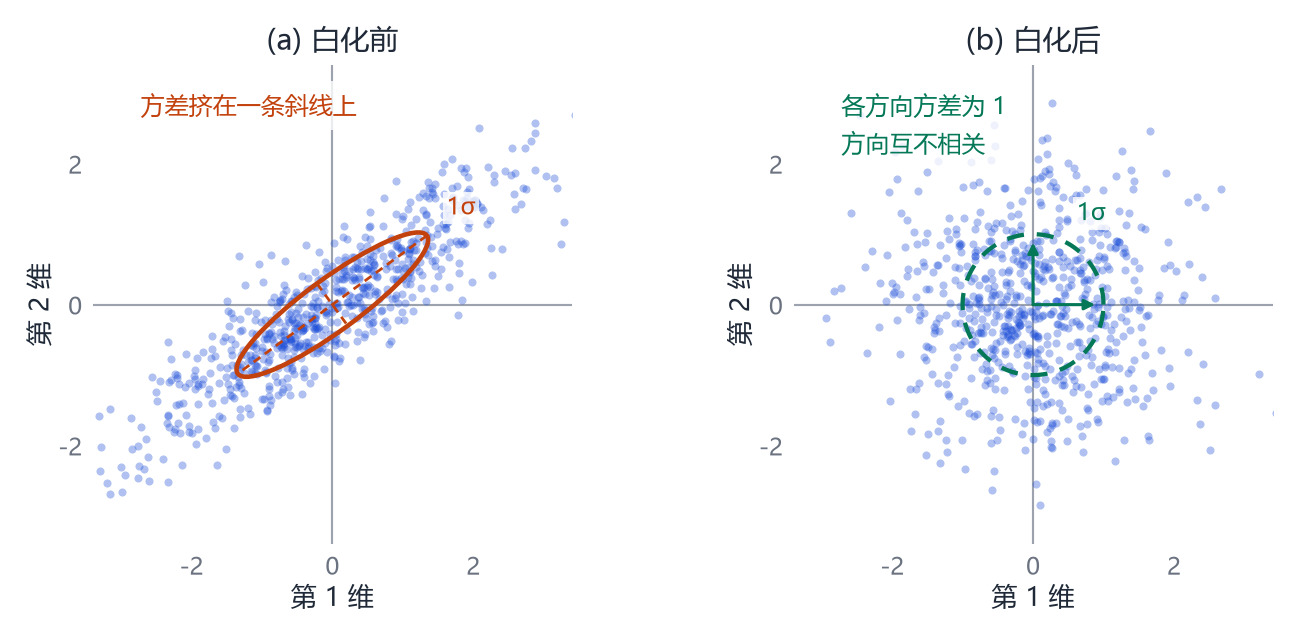 (a) 白化前
方差挤在一条斜线上
1σ
2
0
-2
第 2 维
-2
0
2
第 1 维
(b) 白化后
各方向方差为 1
方向互不相关
1σ
2
0
-2
第 2 维
-2
0
2
第 1 维